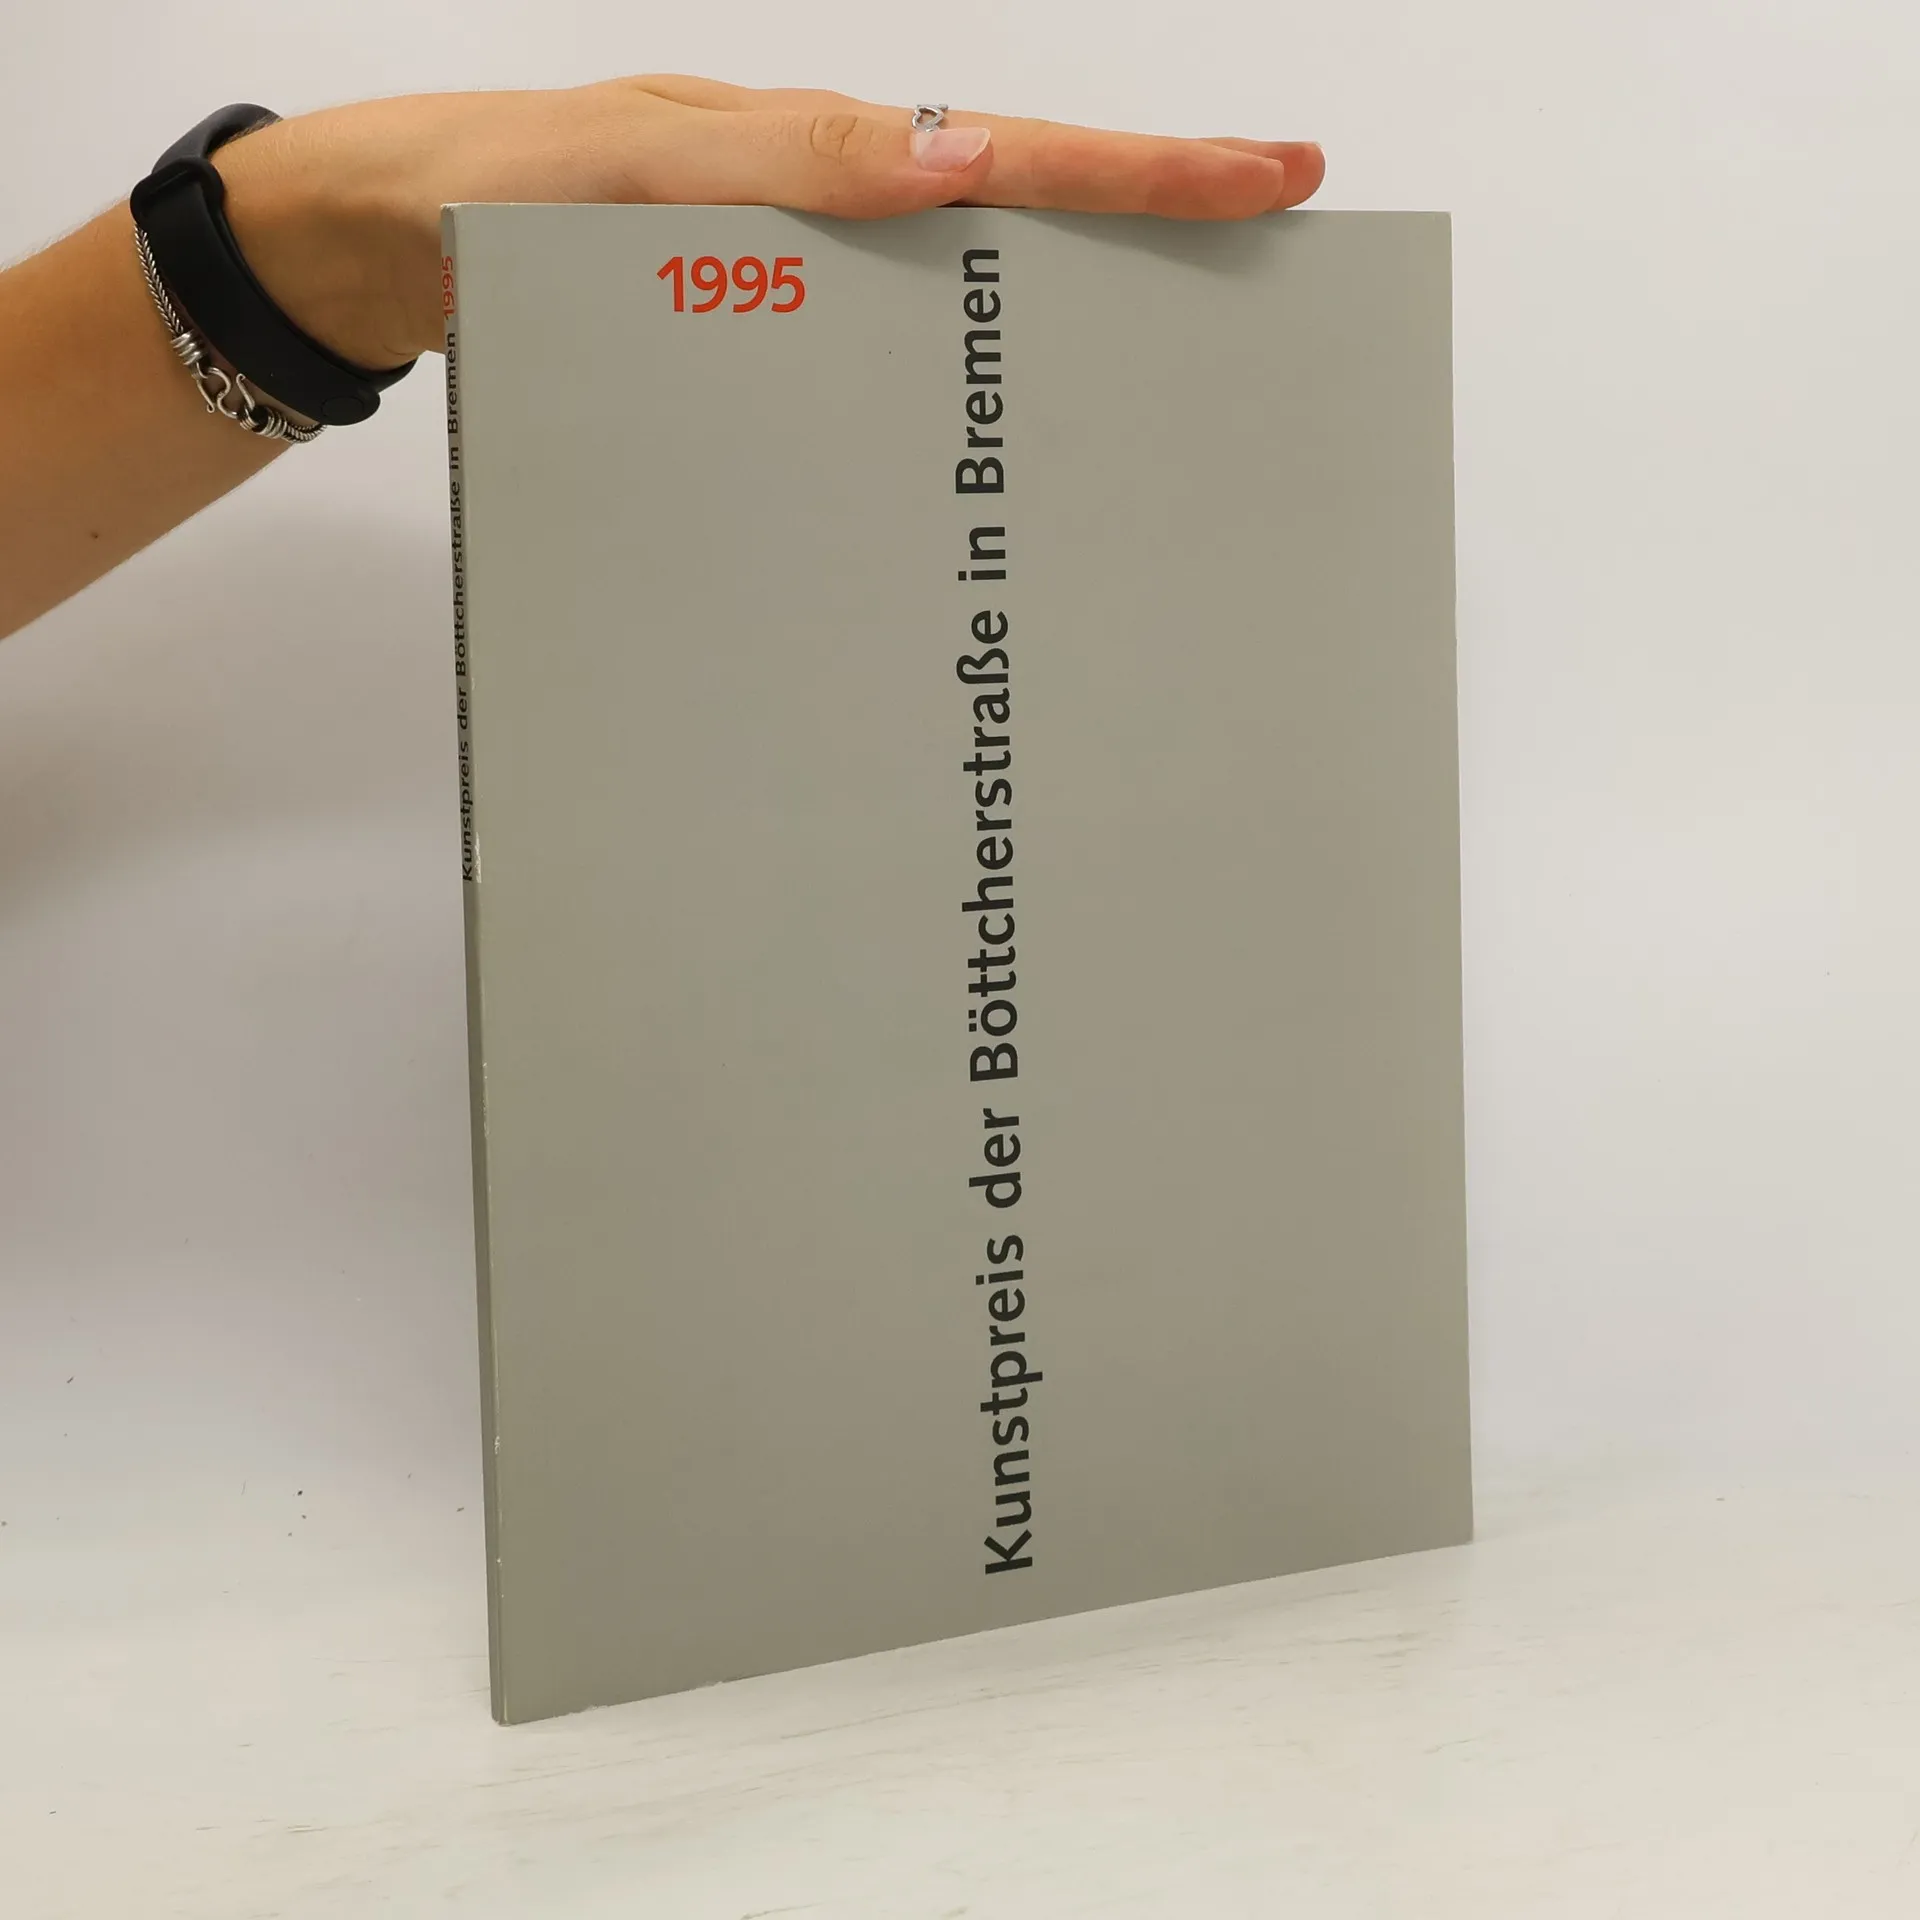 Kunstpreis der Böttcherstraße in Bremen 1995
1995
Kunstpreis der Böttcherstraße in Bremen